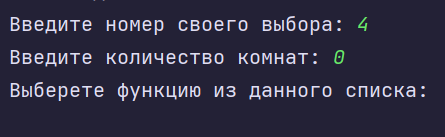 Введите номер своего выбора: 4
Введите количество комнат: 0
Выберете функцию из данного списка: